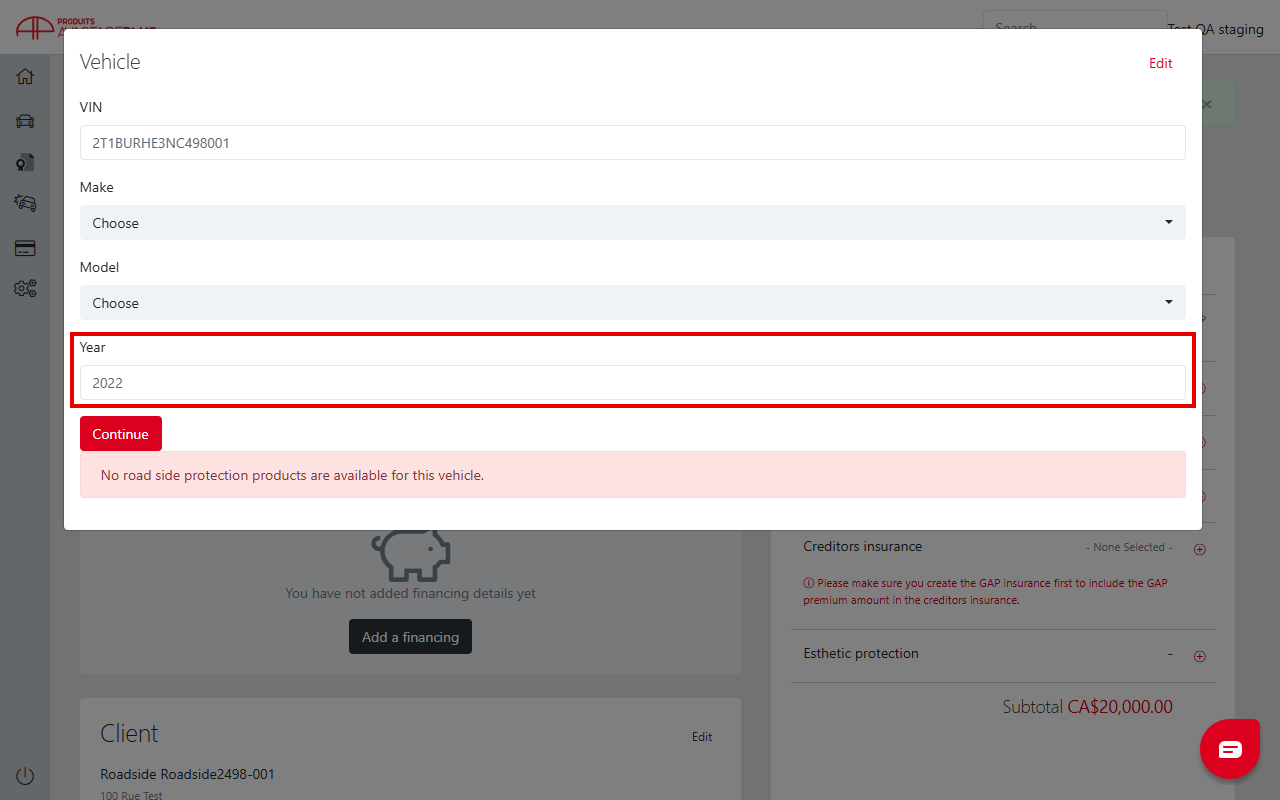 PRODUITS
Search
Test QA staging
Vehicle
Edit
VIN
2T1BURHE3NC498001
Make
Choose
Model
Choose
Year
2022
Continue
No road side protection products are available for this vehicle.
You have not added financing details yet
Add a financing
Creditors insurance
- None Selected -
Please make sure you create the GAP insurance first to include the GAP
premium amount in the creditors insurance.
Esthetic protection
-
Subtotal CA$20,000.00
Client
Edit
Roadside Roadside2498-001
100 Rue Test